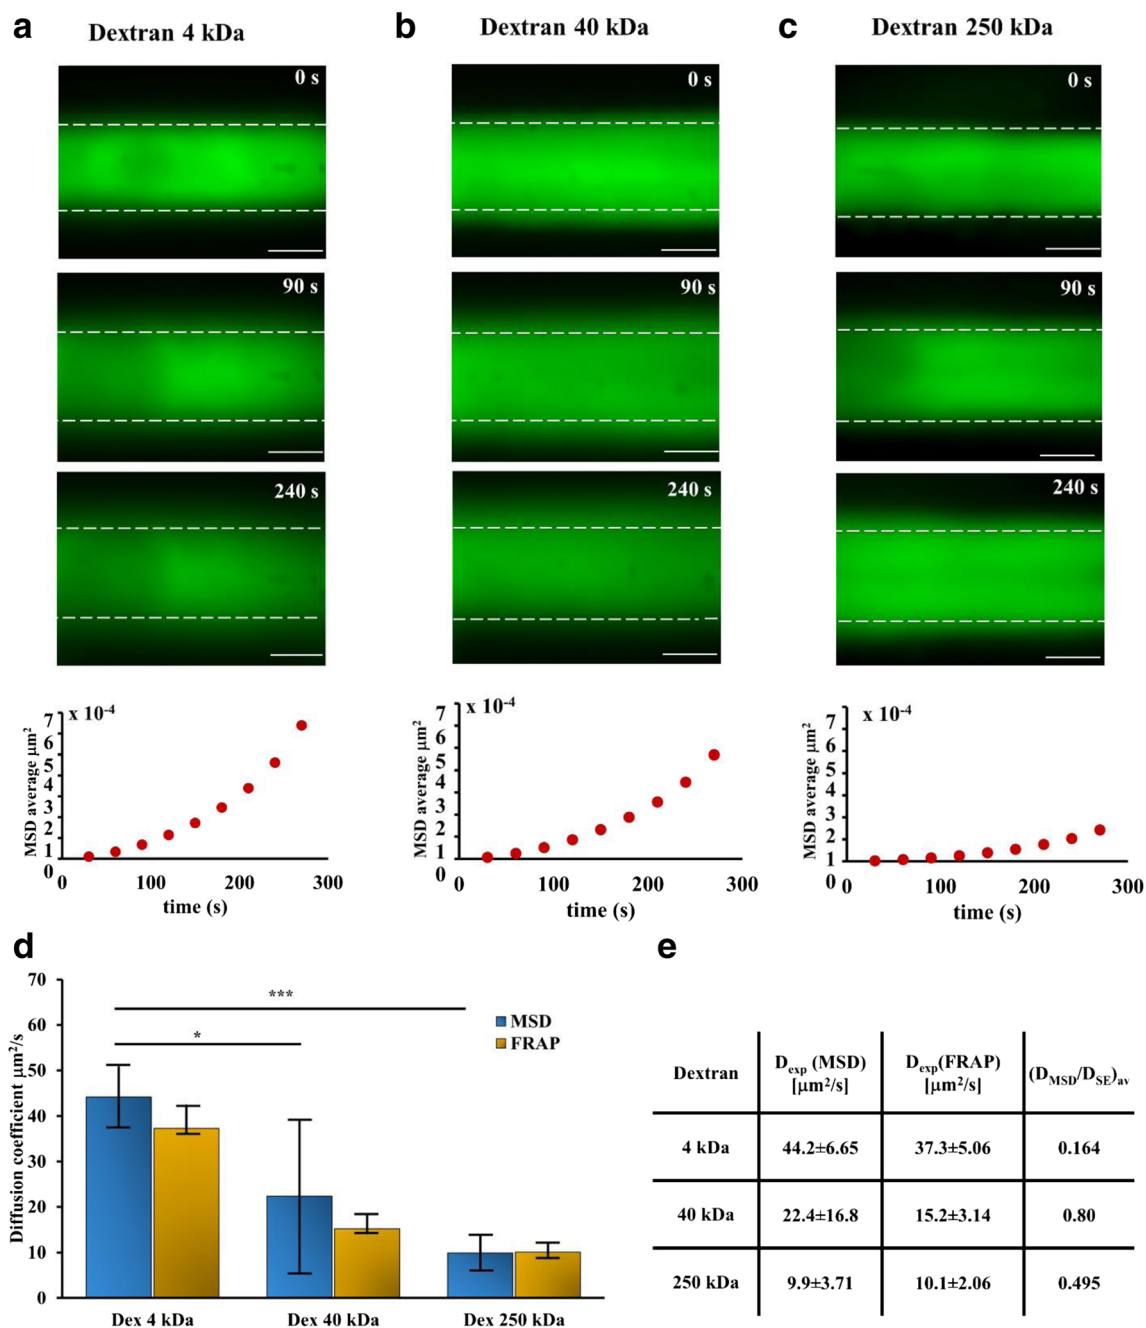 a
Dextran 4 kDa
b
Dextran 40 kDa
c
Dextran 250 kDa
0 s
0 s
0 s
90 s
90 s
90 s
240 s
240 s
240 s
x 10⁻⁴
MSD average μm²
7
6
5
4
3
2
1
0
0
100
200
300
time (s)
x 10⁻⁴
MSD average μm²
7
6
5
4
3
2
1
0
0
100
200
300
time (s)
x 10⁻⁴
MSD average μm²
7
6
5
4
3
2
1
0
0
100
200
300
time (s)
d
Diffusion coefficient μm²/s
70
60
50
40
30
20
10
0
***
*
MSD
FRAP
Dex 4 kDa
Dex 40 kDa
Dex 250 kDa
e
Dextran
D_exp (MSD)
[μm²/s]
D_exp(FRAP)
[μm²/s]
(D_MSD/D_SE)_av
4 kDa
44.2±6.65
37.3±5.06
0.164
40 kDa
22.4±16.8
15.2±3.14
0.80
250 kDa
9.9±3.71
10.1±2.06
0.495